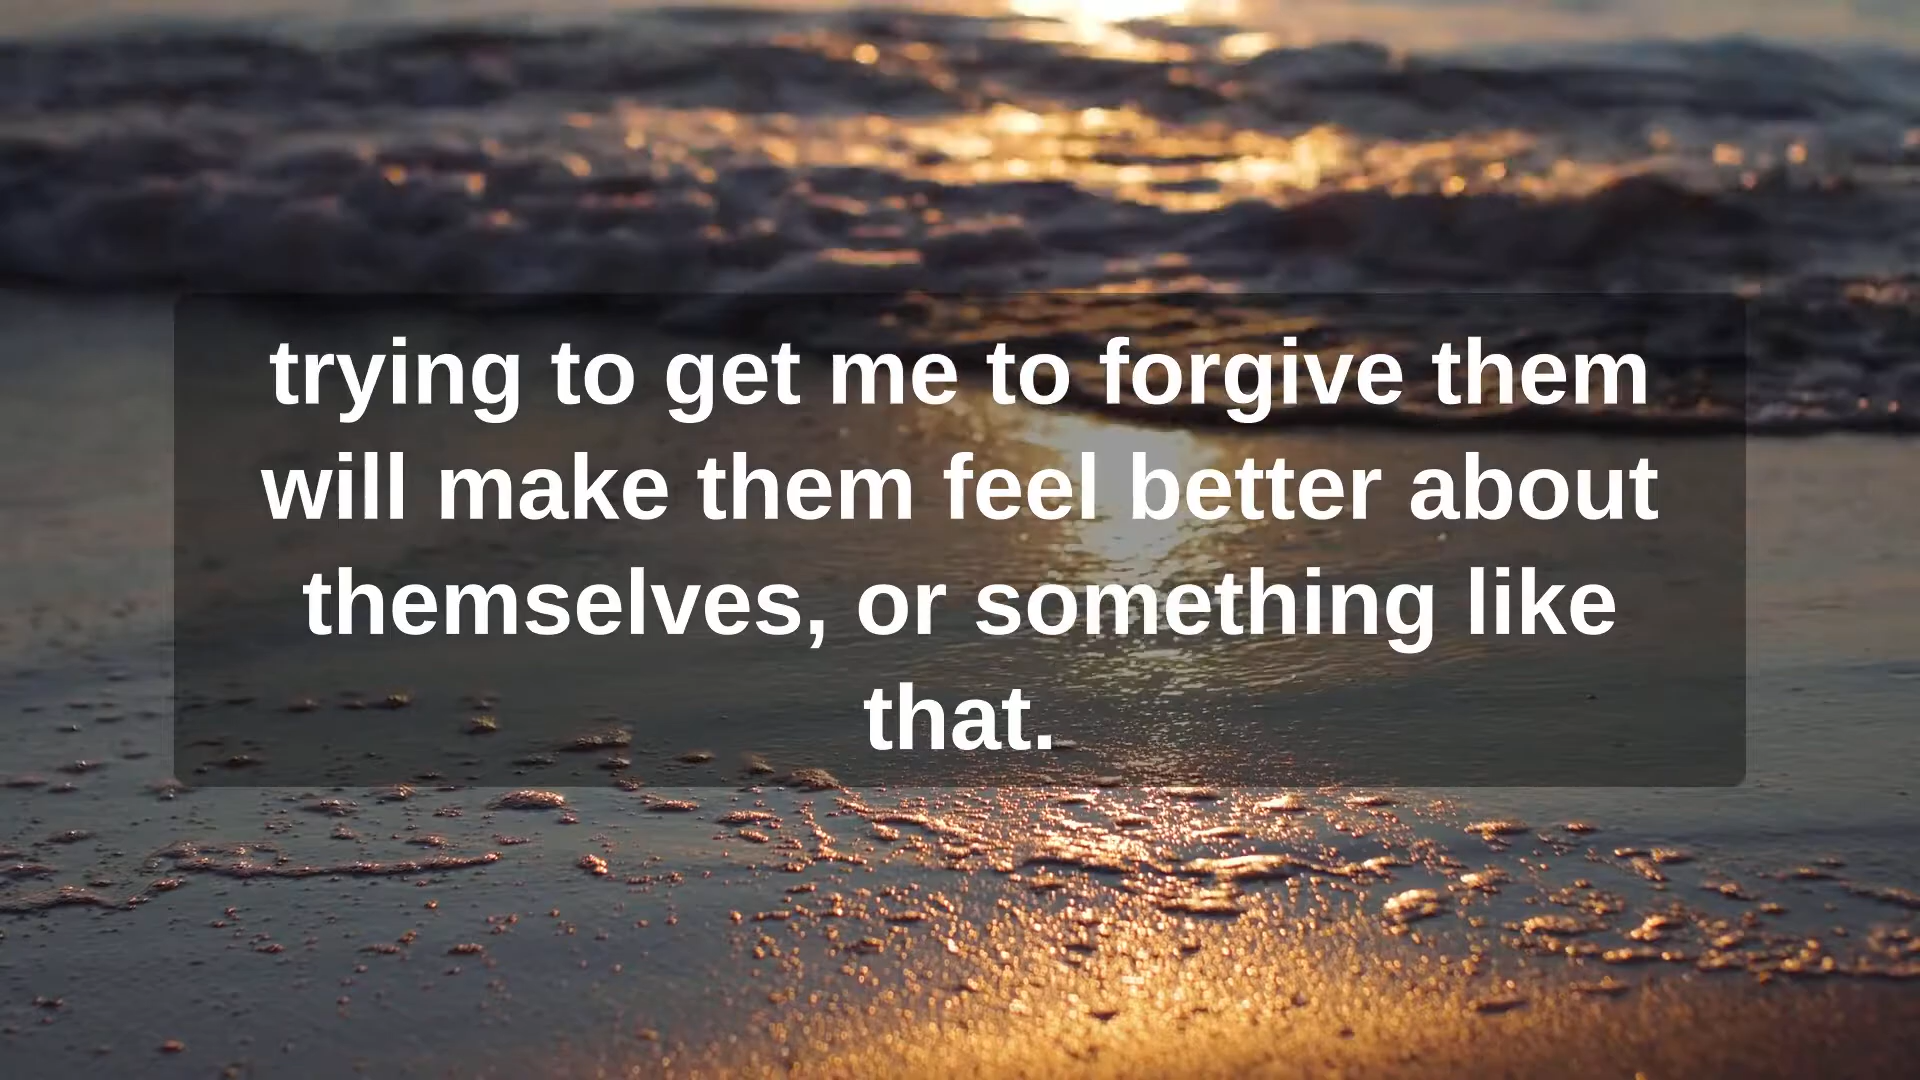 trying to get me to forgive them
will make them feel better about
themselves, or something like
that.